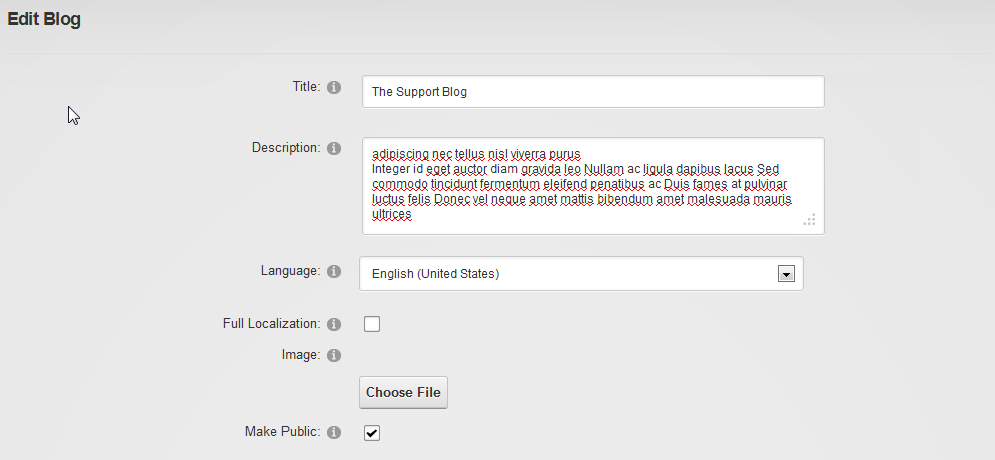 Edit Blog
Title:
The Support Blog
Description:
adipiscing nec tellus nisl viverra purus
Integer id eget auctor diam gravida leo Nullam ac ligula dapibus lacus Sed
commodo tincidunt fermentum eleifend penatibus ac Duis fames at pulvinar
luctus felis Donec vel neque amet mattis bibendum amet malesuada mauris
ultrices
Language:
English (United States)
Full Localization:
Image:
Choose File
Make Public: